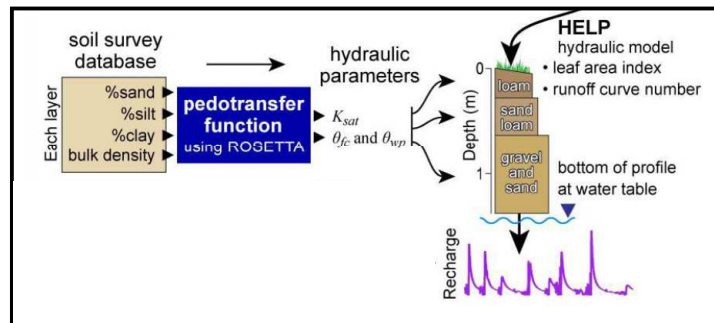 soil survey
database
Each layer
%sand
%silt
%clay
bulk density
pedotransfer
function
using ROSETTA
hydraulic
parameters
Ksat
θfc and θwp
HELP
hydraulic model
• leaf area index
• runoff curve number
Depth (m)
0
1
loam
sand
loam
gravel
and
sand
bottom of profile
at water table
Recharge